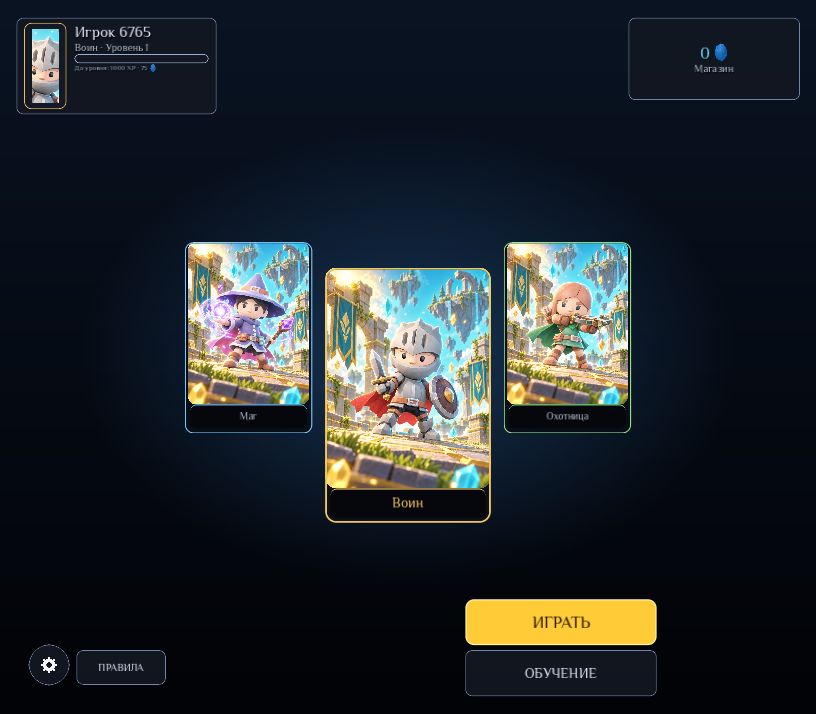 Игрок 6765
Воин · Уровень 1
До уровня: 1000 XP · 75
0
Магазин
Маг
Воин
Охотница
ИГРАТЬ
ОБУЧЕНИЕ
ПРАВИЛА